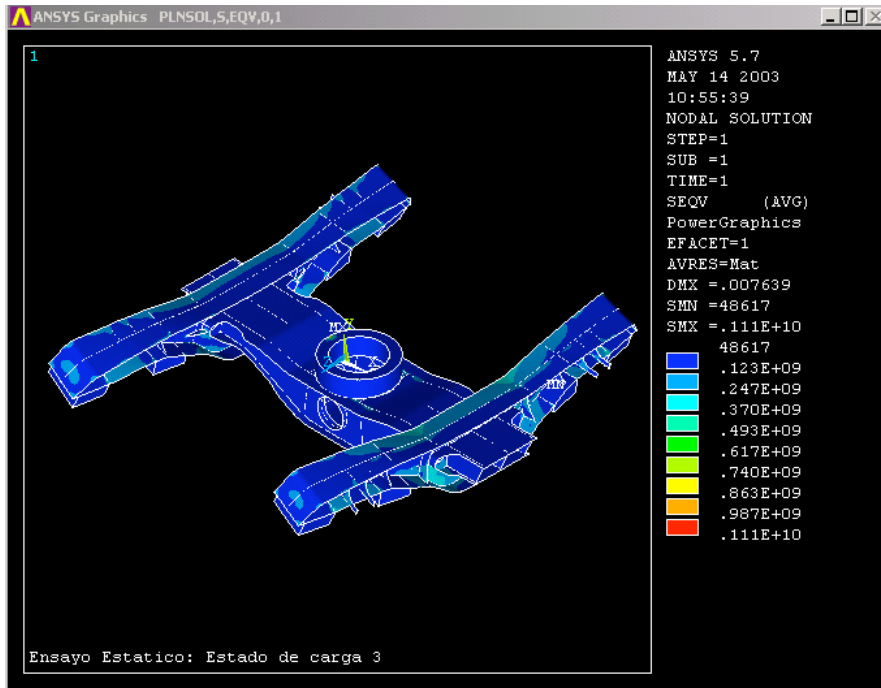 ANSYS Graphics PLNSOL,S,EQV,0,1
1
ANSYS 5.7
MAY 14 2003
10:55:39
NODAL SOLUTION
STEP=1
SUB =1
TIME=1
SEQV (AVG)
PowerGraphics
EFACET=1
AVRES=Mat
DMX =.007639
SMN =48617
SMX =.111E+10
48617
.123E+09
.247E+09
.370E+09
.493E+09
.617E+09
.740E+09
.863E+09
.987E+09
.111E+10
MX
Y
X
MN
Ensayo Estatico: Estado de carga 3